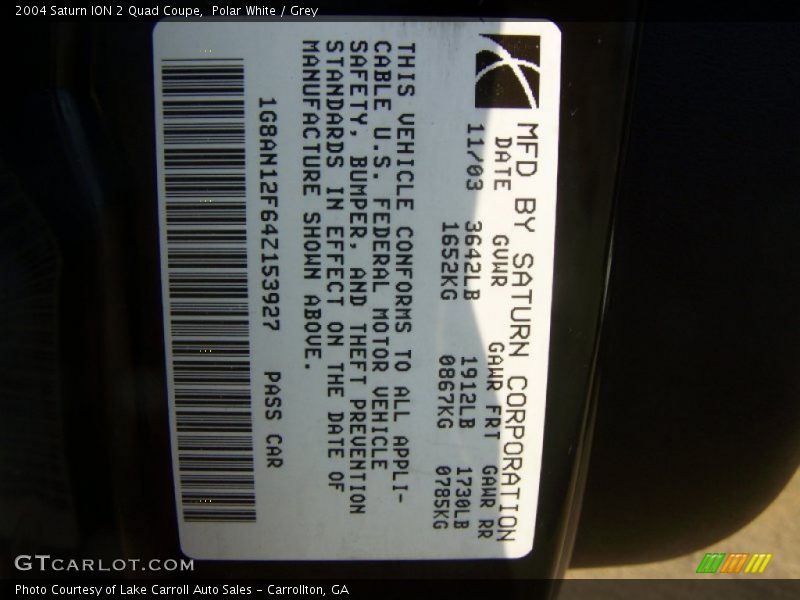 2004 Saturn ION 2 Quad Coupe,  Polar White / Grey
MFD BY SATURN CORPORATION
DATE GVWR GAWR FRT GAWR RR
11/03 3642LB 1912LB 1730LB
1652KG 0867KG 0785KG
THIS VEHICLE CONFORMS TO ALL APPLI-
CABLE U.S. FEDERAL MOTOR VEHICLE
SAFETY, BUMPER, AND THEFT PREVENTION
STANDARDS IN EFFECT ON THE DATE OF
MANUFACTURE SHOWN ABOVE.
1G8AN12F64Z153927 PASS CAR
GTCARLOT.COM
Photo Courtesy of Lake Carroll Auto Sales - Carrollton, GA